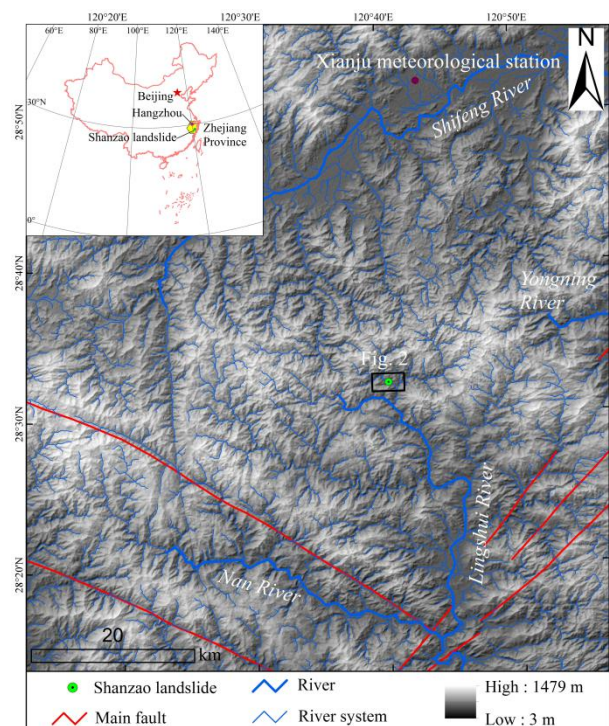 120°20'E
120°30'E
120°40'E
120°50'E
60°E
80°E
100°E
120°E
140°E
30°N
0°
Beijing
Hangzhou
Shanzao landslide
Zhejiang
Province
Xianju meteorological station
N
Shifeng River
28°50'N
28°40'N
28°30'N
28°20'N
Yongning
River
Fig. 2
Lingshui River
Nan River
20
km
Shanzao landslide
River
High : 1479 m
Main fault
River system
Low : 3 m